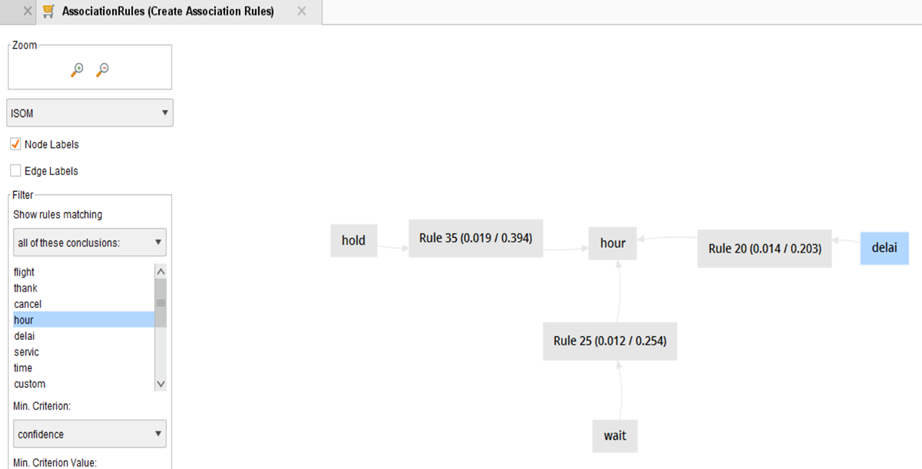 AssociationRules (Create Association Rules)
Zoom
ISOM
Node Labels
Edge Labels
Filter
Show rules matching
all of these conclusions:
flight
thank
cancel
hour
delai
servic
time
custom
Min. Criterion:
confidence
Min. Criterion Value:
hold
Rule 35 (0.019 / 0.394)
hour
Rule 20 (0.014 / 0.203)
delai
Rule 25 (0.012 / 0.254)
wait